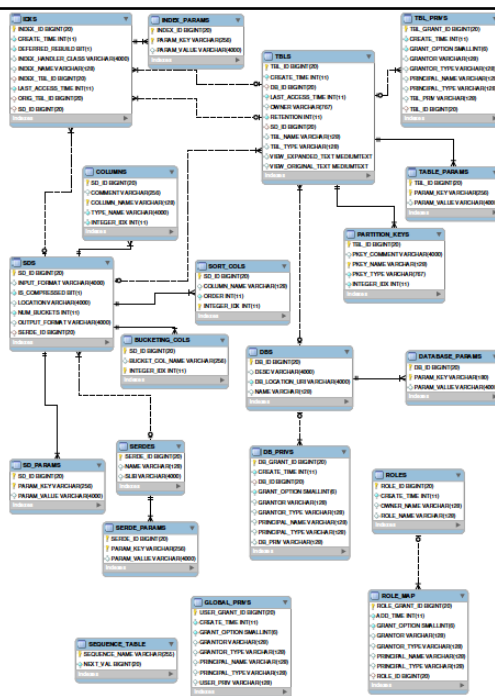 IDXS
INDEX_ID BIGINT(20)
CREATE_TIME INT(11)
DEFERRED_REBUILD BIT(1)
INDEX_HANDLER_CLASS VARCHAR(4000)
INDEX_NAME VARCHAR(128)
INDEX_TBL_ID BIGINT(20)
LAST_ACCESS_TIME INT(11)
ORIG_TBL_ID BIGINT(20)
SD_ID BIGINT(20)
Indexes
INDEX_PARAMS
INDEX_ID BIGINT(20)
PARAM_KEY VARCHAR(256)
PARAM_VALUE VARCHAR(4000)
Indexes
TBLS
TBL_ID BIGINT(20)
CREATE_TIME INT(11)
DB_ID BIGINT(20)
LAST_ACCESS_TIME INT(11)
OWNER VARCHAR(767)
RETENTION INT(11)
SD_ID BIGINT(20)
TBL_NAME VARCHAR(128)
TBL_TYPE VARCHAR(128)
VIEW_EXPANDED_TEXT MEDIUMTEXT
VIEW_ORIGINAL_TEXT MEDIUMTEXT
Indexes
TBL_PRIVS
TBL_GRANT_ID BIGINT(20)
CREATE_TIME INT(11)
GRANT_OPTION SMALLINT(6)
GRANTOR VARCHAR(128)
GRANTOR_TYPE VARCHAR(128)
PRINCIPAL_NAME VARCHAR(128)
PRINCIPAL_TYPE VARCHAR(128)
TBL_PRIV VARCHAR(128)
TBL_ID BIGINT(20)
Indexes
COLUMNS
SD_ID BIGINT(20)
COMMENT VARCHAR(256)
COLUMN_NAME VARCHAR(128)
TYPE_NAME VARCHAR(4000)
INTEGER_IDX INT(11)
Indexes
TABLE_PARAMS
TBL_ID BIGINT(20)
PARAM_KEY VARCHAR(256)
PARAM_VALUE VARCHAR(4000)
Indexes
PARTITION_KEYS
TBL_ID BIGINT(20)
PKEY_COMMENT VARCHAR(4000)
PKEY_NAME VARCHAR(128)
PKEY_TYPE VARCHAR(767)
INTEGER_IDX INT(11)
Indexes
SDS
SD_ID BIGINT(20)
INPUT_FORMAT VARCHAR(4000)
IS_COMPRESSED BIT(1)
LOCATION VARCHAR(4000)
NUM_BUCKETS INT(11)
OUTPUT_FORMAT VARCHAR(4000)
SERDE_ID BIGINT(20)
Indexes
SORT_COLS
SD_ID BIGINT(20)
COLUMN_NAME VARCHAR(128)
ORDER INT(11)
INTEGER_IDX INT(11)
Indexes
BUCKETING_COLS
SD_ID BIGINT(20)
BUCKET_COL_NAME VARCHAR(256)
INTEGER_IDX INT(11)
Indexes
DBS
DB_ID BIGINT(20)
DESC VARCHAR(4000)
DB_LOCATION_URI VARCHAR(4000)
NAME VARCHAR(128)
Indexes
DATABASE_PARAMS
DB_ID BIGINT(20)
PARAM_KEY VARCHAR(180)
PARAM_VALUE VARCHAR(4000)
Indexes
SD_PARAMS
SD_ID BIGINT(20)
PARAM_KEY VARCHAR(256)
PARAM_VALUE VARCHAR(4000)
Indexes
SERDES
SERDE_ID BIGINT(20)
NAME VARCHAR(128)
SLIB VARCHAR(4000)
Indexes
SERDE_PARAMS
SERDE_ID BIGINT(20)
PARAM_KEY VARCHAR(256)
PARAM_VALUE VARCHAR(4000)
Indexes
DB_PRIVS
DB_GRANT_ID BIGINT(20)
CREATE_TIME INT(11)
DB_ID BIGINT(20)
GRANT_OPTION SMALLINT(6)
GRANTOR VARCHAR(128)
GRANTOR_TYPE VARCHAR(128)
PRINCIPAL_NAME VARCHAR(128)
PRINCIPAL_TYPE VARCHAR(128)
DB_PRIV VARCHAR(128)
Indexes
ROLES
ROLE_ID BIGINT(20)
CREATE_TIME INT(11)
OWNER_NAME VARCHAR(128)
ROLE_NAME VARCHAR(128)
Indexes
SEQUENCE_TABLE
SEQUENCE_NAME VARCHAR(255)
NEXT_VAL BIGINT(20)
Indexes
GLOBAL_PRIVS
USER_GRANT_ID BIGINT(20)
CREATE_TIME INT(11)
GRANT_OPTION SMALLINT(6)
GRANTOR VARCHAR(128)
GRANTOR_TYPE VARCHAR(128)
PRINCIPAL_NAME VARCHAR(128)
PRINCIPAL_TYPE VARCHAR(128)
USER_PRIV VARCHAR(128)
Indexes
ROLE_MAP
ROLE_GRANT_ID BIGINT(20)
ADD_TIME INT(11)
GRANT_OPTION SMALLINT(6)
GRANTOR VARCHAR(128)
GRANTOR_TYPE VARCHAR(128)
PRINCIPAL_NAME VARCHAR(128)
PRINCIPAL_TYPE VARCHAR(128)
ROLE_ID BIGINT(20)
Indexes